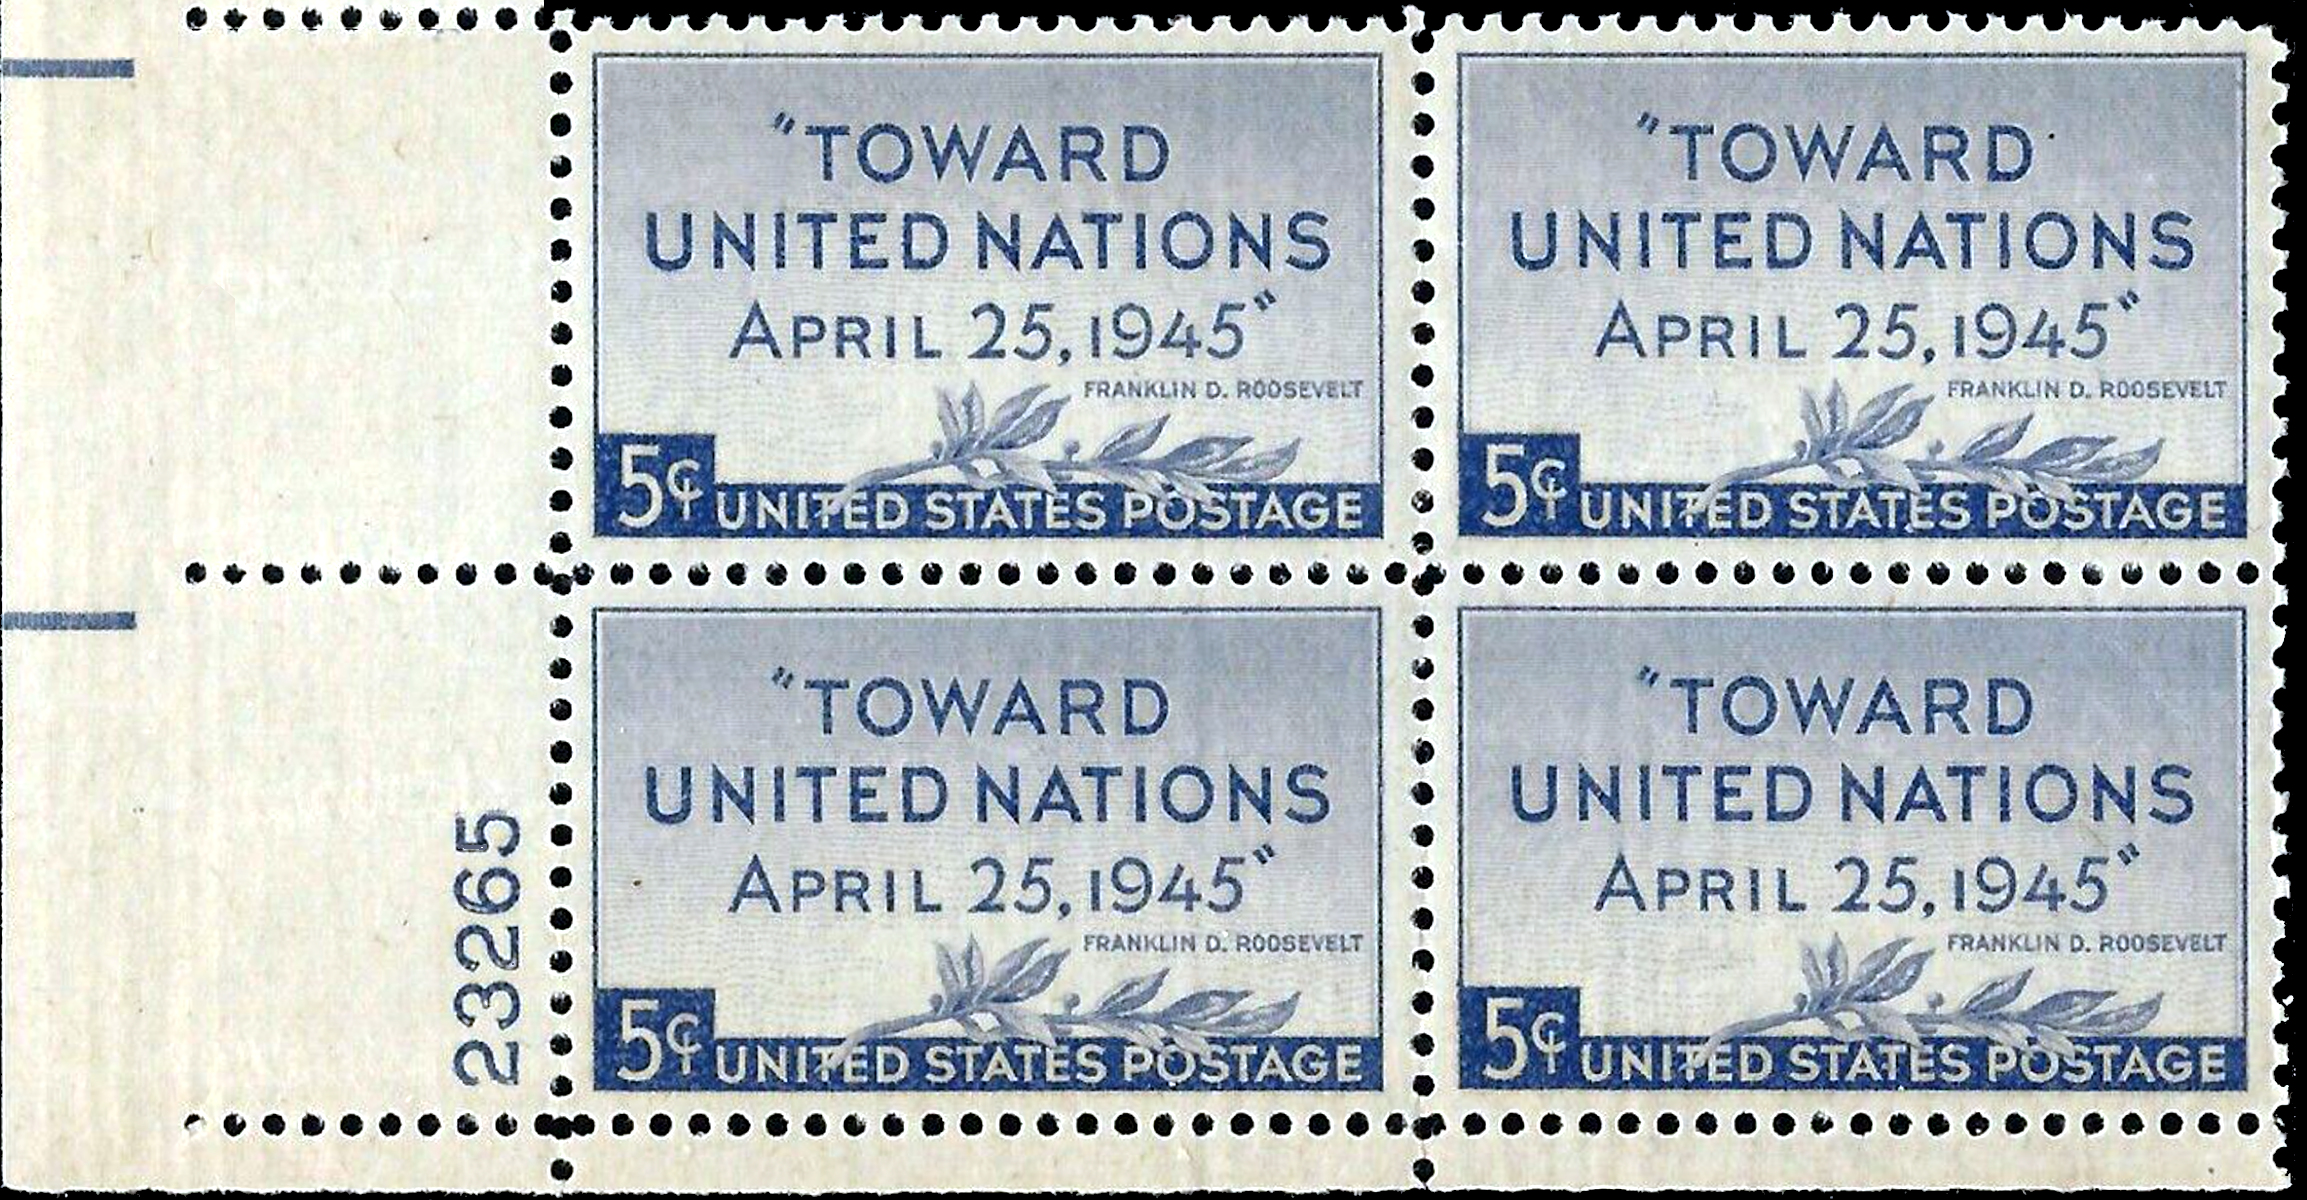 "TOWARD
UNITED NATIONS
APRIL 25, 1945"
FRANKLIN D. ROOSEVELT
5¢ UNITED STATES POSTAGE
"TOWARD
UNITED NATIONS
APRIL 25, 1945"
FRANKLIN D. ROOSEVELT
5¢ UNITED STATES POSTAGE
23265
"TOWARD
UNITED NATIONS
APRIL 25, 1945"
FRANKLIN D. ROOSEVELT
5¢ UNITED STATES POSTAGE
"TOWARD
UNITED NATIONS
APRIL 25, 1945"
FRANKLIN D. ROOSEVELT
5¢ UNITED STATES POSTAGE